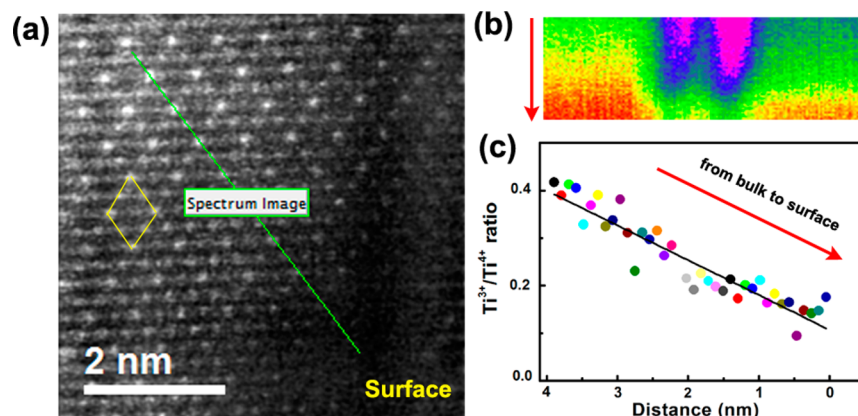 (a)
Spectrum Image
2 nm
Surface
(b)
(c)
from bulk to surface
Ti3+/Ti4+ ratio
0.4
0.2
0.0
4 3 2 1 0
Distance (nm)